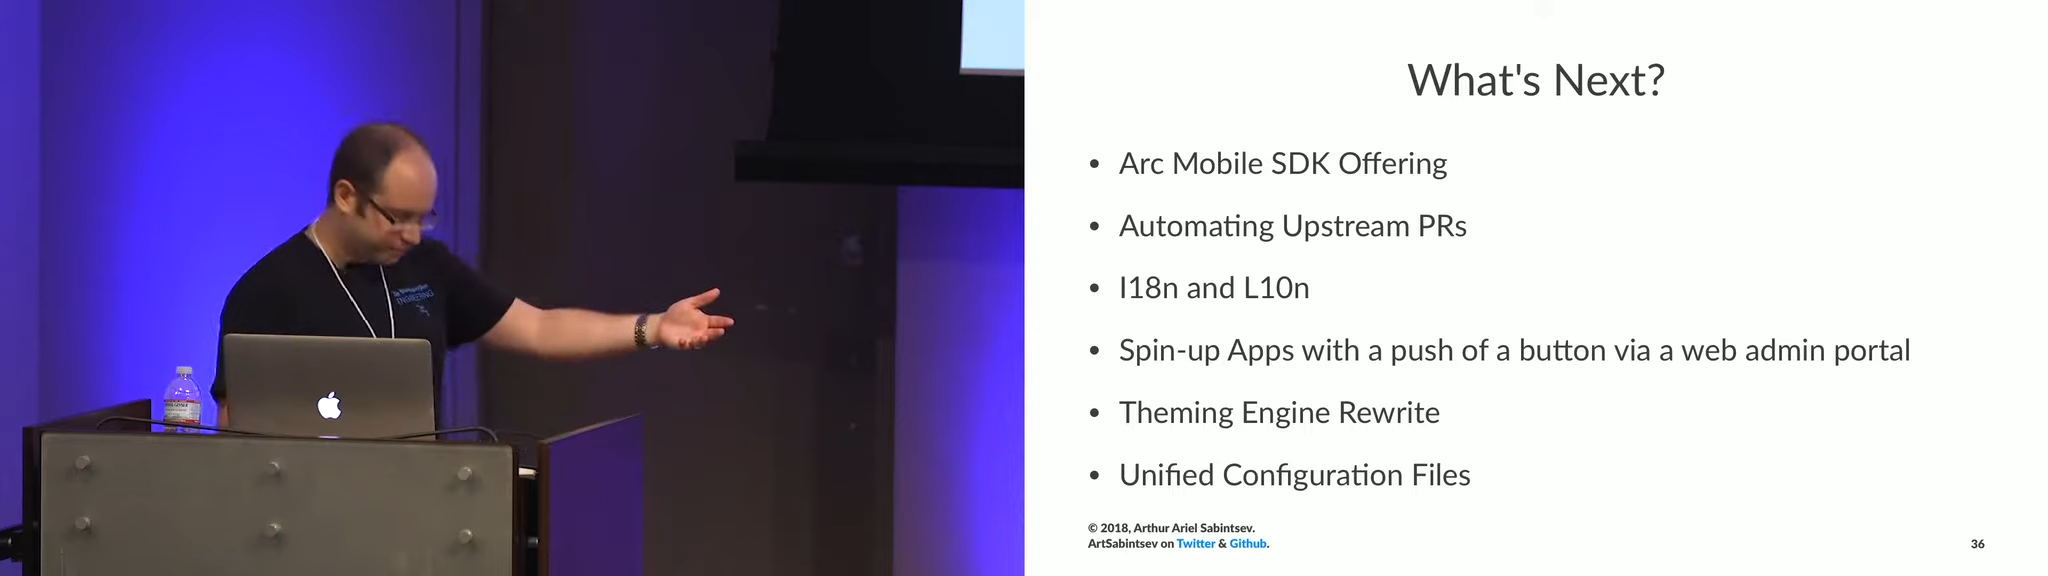 ENGINEERING
What's Next?
• Arc Mobile SDK Offering
• Automating Upstream PRs
• I18n and L10n
• Spin-up Apps with a push of a button via a web admin portal
• Theming Engine Rewrite
• Unified Configuration Files
© 2018, Arthur Ariel Sabintsev.
ArtSabintsev on Twitter & Github.
36